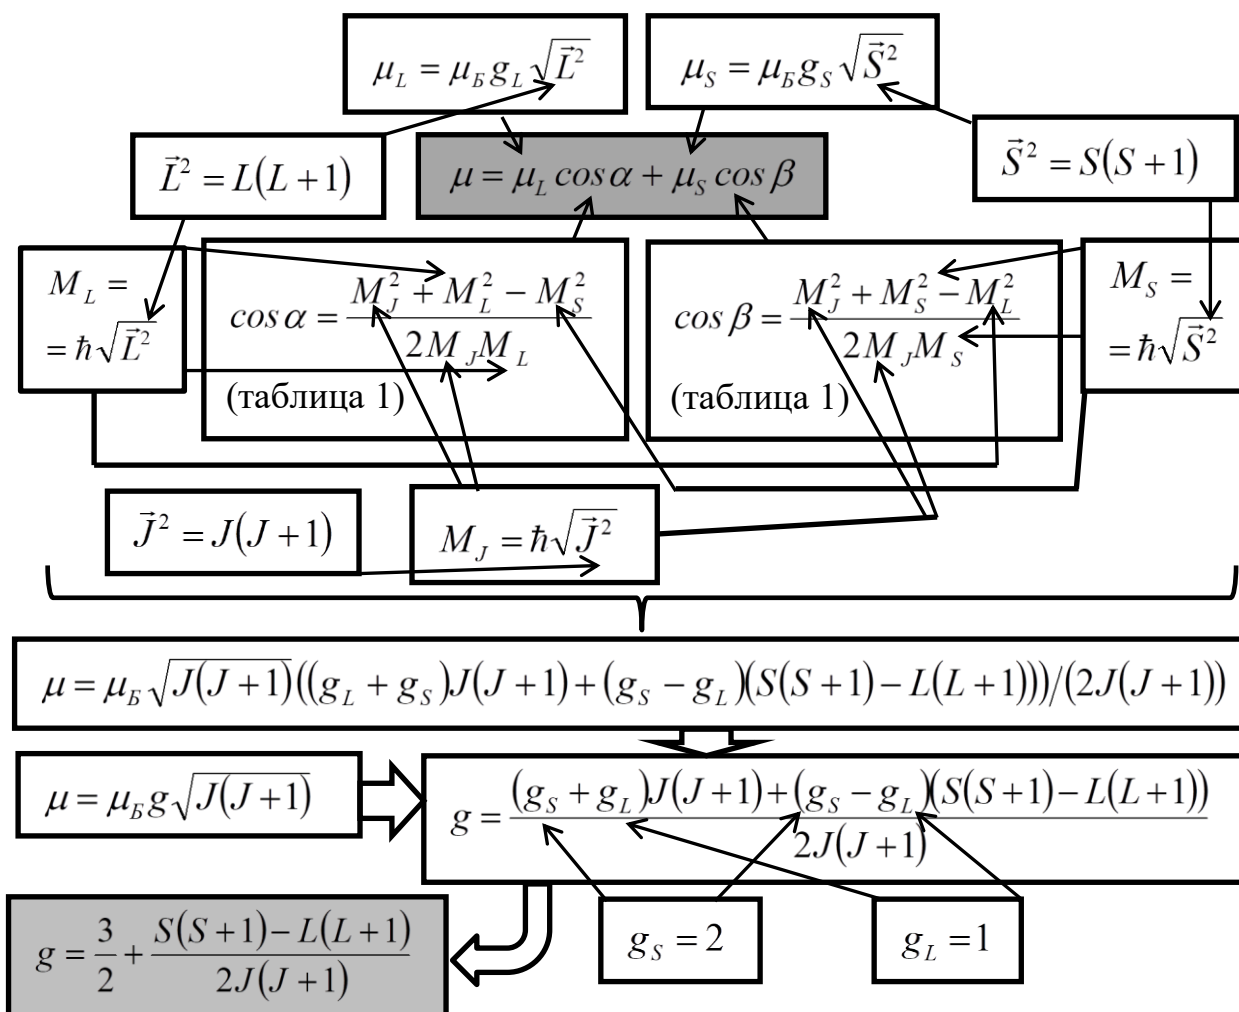 μ_L = μ_Б g_L √(L⃗²)
μ_S = μ_Б g_S √(S⃗²)
L⃗² = L(L+1)
μ = μ_L cos α + μ_S cos β
S⃗² = S(S+1)
M_L =
= ħ√(L⃗²)
cos α = (M_J² + M_L² − M_S²)/(2M_J M_L)
(таблица 1)
cos β = (M_J² + M_S² − M_L²)/(2M_J M_S)
(таблица 1)
M_S =
= ħ√(S⃗²)
J⃗² = J(J+1)
M_J = ħ√(J⃗²)
μ = μ_Б √(J(J+1))((g_L + g_S)J(J+1) + (g_S − g_L)(S(S+1) − L(L+1)))/(2J(J+1))
μ = μ_Б g√(J(J+1))
g = ((g_S + g_L)J(J+1) + (g_S − g_L)(S(S+1) − L(L+1)))/(2J(J+1))
g = 3/2 + (S(S+1) − L(L+1))/(2J(J+1))
g_S = 2
g_L = 1